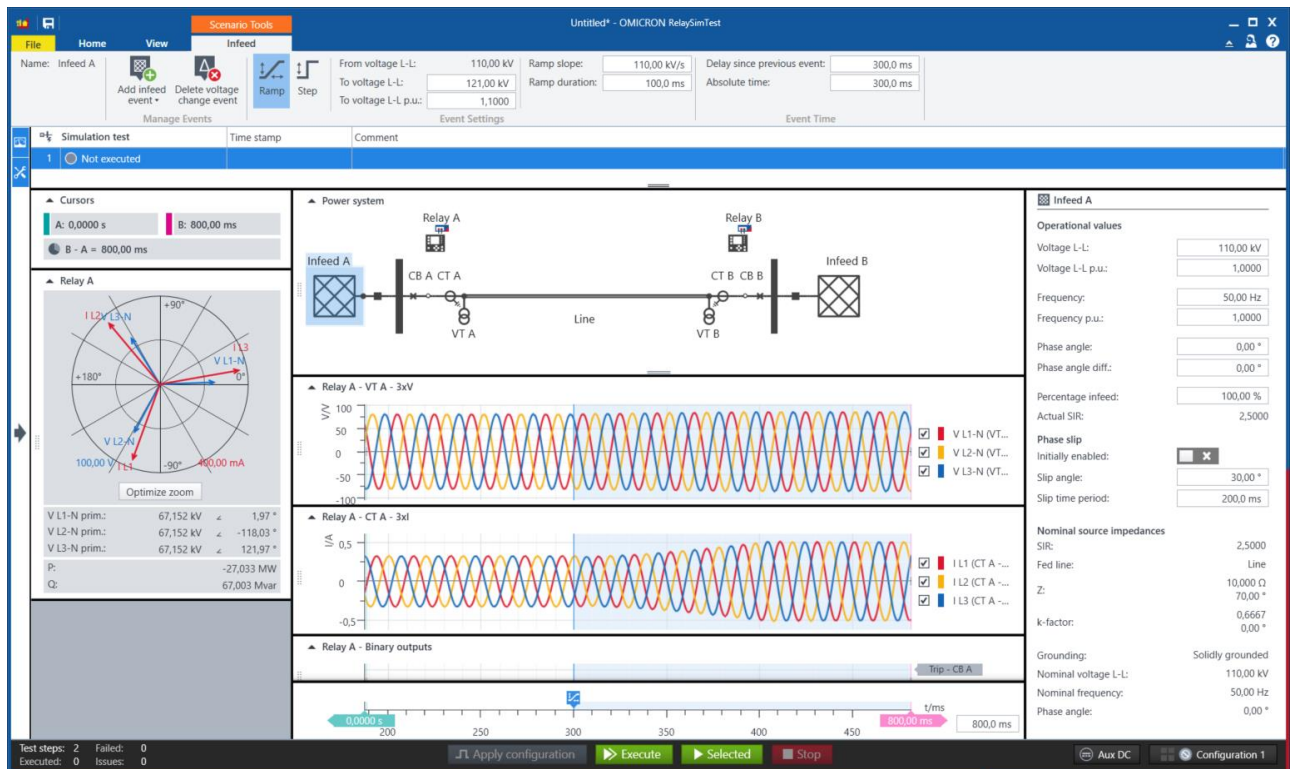 Scenario Tools
Untitled* - OMICRON RelaySimTest
File Home View Infeed
Name: Infeed A
Add infeed event
Delete voltage change event
Ramp
Step
From voltage L-L: 110,00 kV
To voltage L-L: 121,00 kV
To voltage L-L p.u.: 1,1000
Ramp slope: 110,00 kV/s
Ramp duration: 100,0 ms
Delay since previous event: 300,0 ms
Absolute time: 300,0 ms
Manage Events
Event Settings
Event Time
Simulation test Time stamp Comment
1 Not executed
Cursors
A: 0,0000 s B: 800,00 ms
B - A = 800,00 ms
Relay A
+90°
I L2 V L3-N
I L3
V L1-N
+180° 0°
V L2-N
100,00 V I L1 -90° 400,00 mA
Optimize zoom
V L1-N prim.: 67,152 kV ∠ 1,97 °
V L2-N prim.: 67,152 kV ∠ -118,03 °
V L3-N prim.: 67,152 kV ∠ 121,97 °
P: -27,033 MW
Q: 67,003 Mvar
Power system
Relay A Relay B
Infeed A Infeed B
CB A CT A CT B CB B
Line
VT A VT B
Relay A - VT A - 3xV
V/V
100
50
0
-50
-100
V L1-N (VT...
V L2-N (VT...
V L3-N (VT...
Relay A - CT A - 3xI
I/A
0,5
0
-0,5
I L1 (CT A -...
I L2 (CT A -...
I L3 (CT A -...
Relay A - Binary outputs
Trip - CB A
t/ms
0,0000 s 800,00 ms 800,0 ms
200 250 300 350 400 450
Infeed A
Operational values
Voltage L-L: 110,00 kV
Voltage L-L p.u.: 1,0000
Frequency: 50,00 Hz
Frequency p.u.: 1,0000
Phase angle: 0,00 °
Phase angle diff.: 0,00 °
Percentage infeed: 100,00 %
Actual SIR: 2,5000
Phase slip
Initially enabled:
Slip angle: 30,00 °
Slip time period: 200,0 ms
Nominal source impedances
SIR: 2,5000
Fed line: Line
Z: 10,000 Ω
70,00 °
k-factor: 0,6667
0,00 °
Grounding: Solidly grounded
Nominal voltage L-L: 110,00 kV
Nominal frequency: 50,00 Hz
Phase angle: 0,00 °
Test steps: 2 Failed: 0
Executed: 0 Issues: 0
Apply configuration
Execute
Selected
Stop
Aux DC
Configuration 1